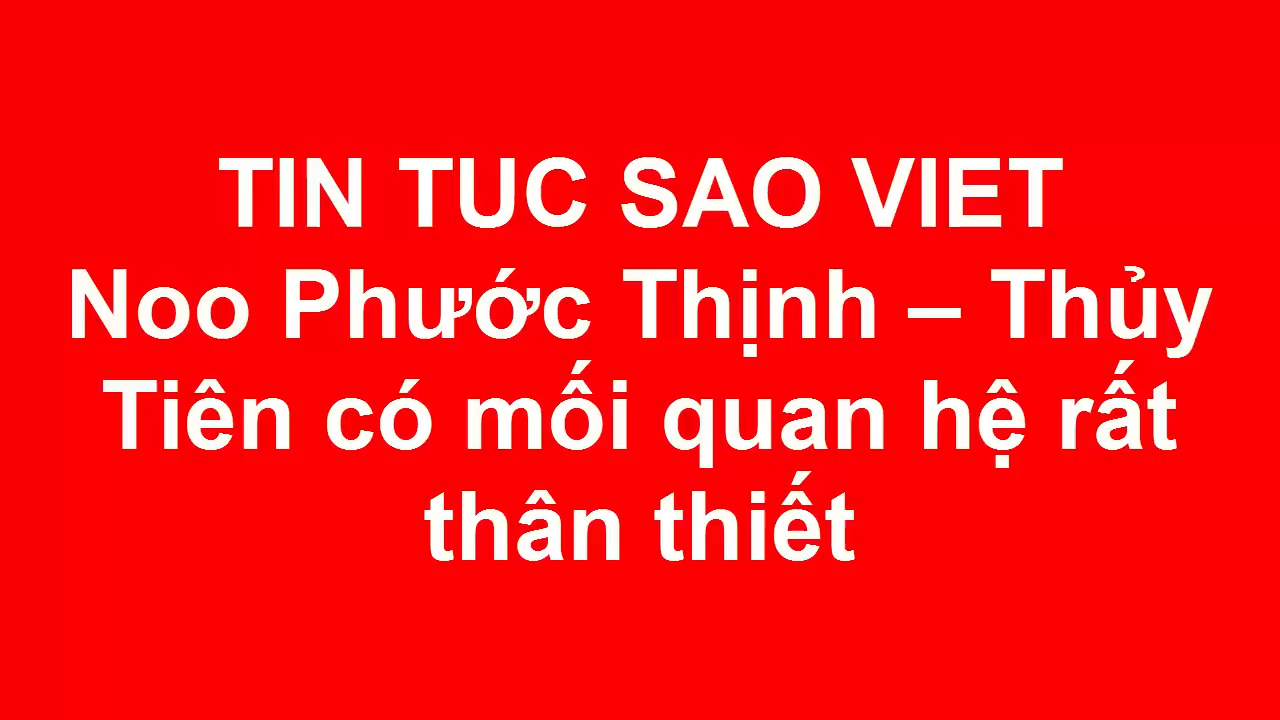 TIN TUC SAO VIET
Noo Phước Thịnh – Thủy
Tiên có mối quan hệ rất
thân thiết